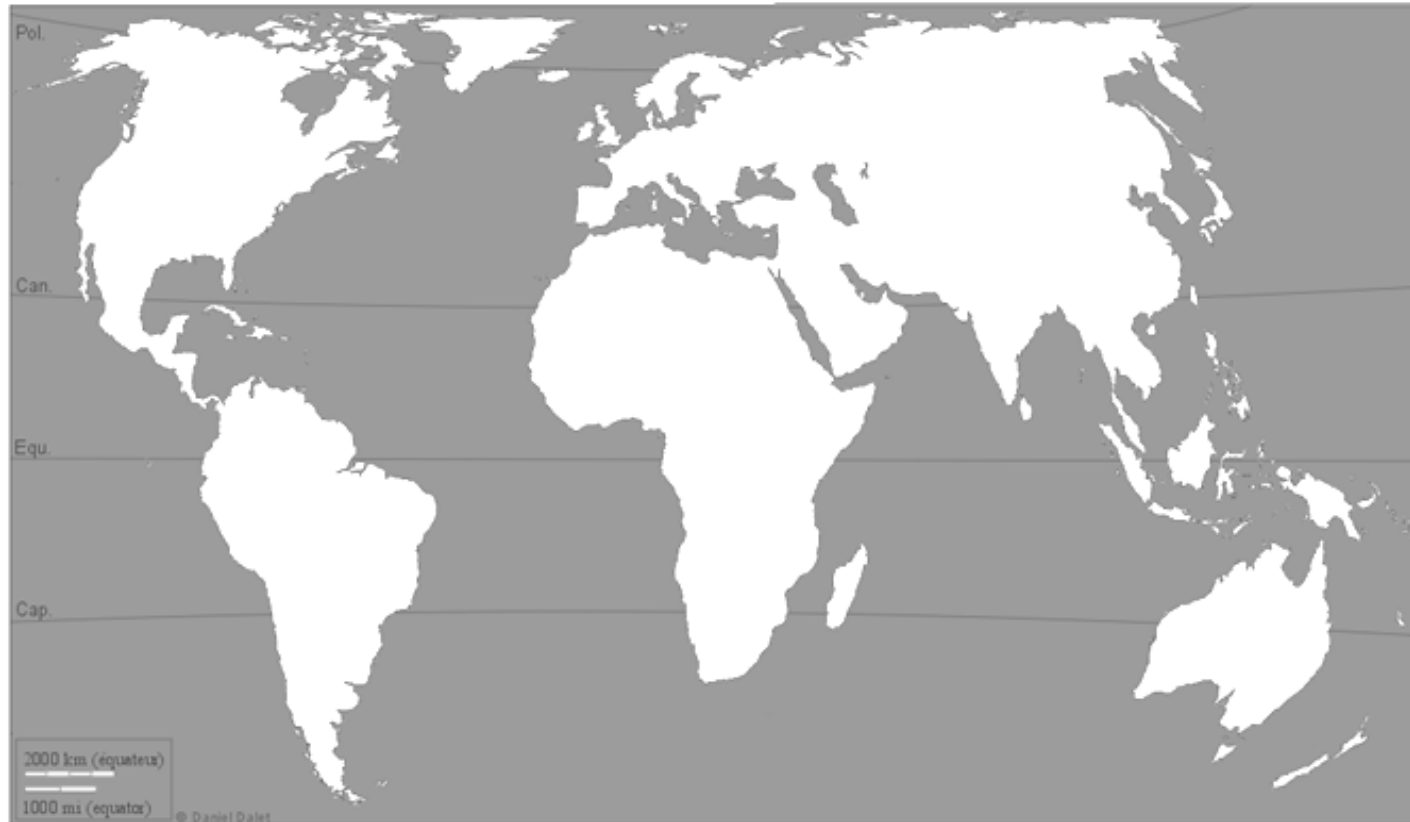 Pol.
Can.
Equ.
Cap.
2000 km (équateur)
1000 mi (equator)
© Daniel Dalet